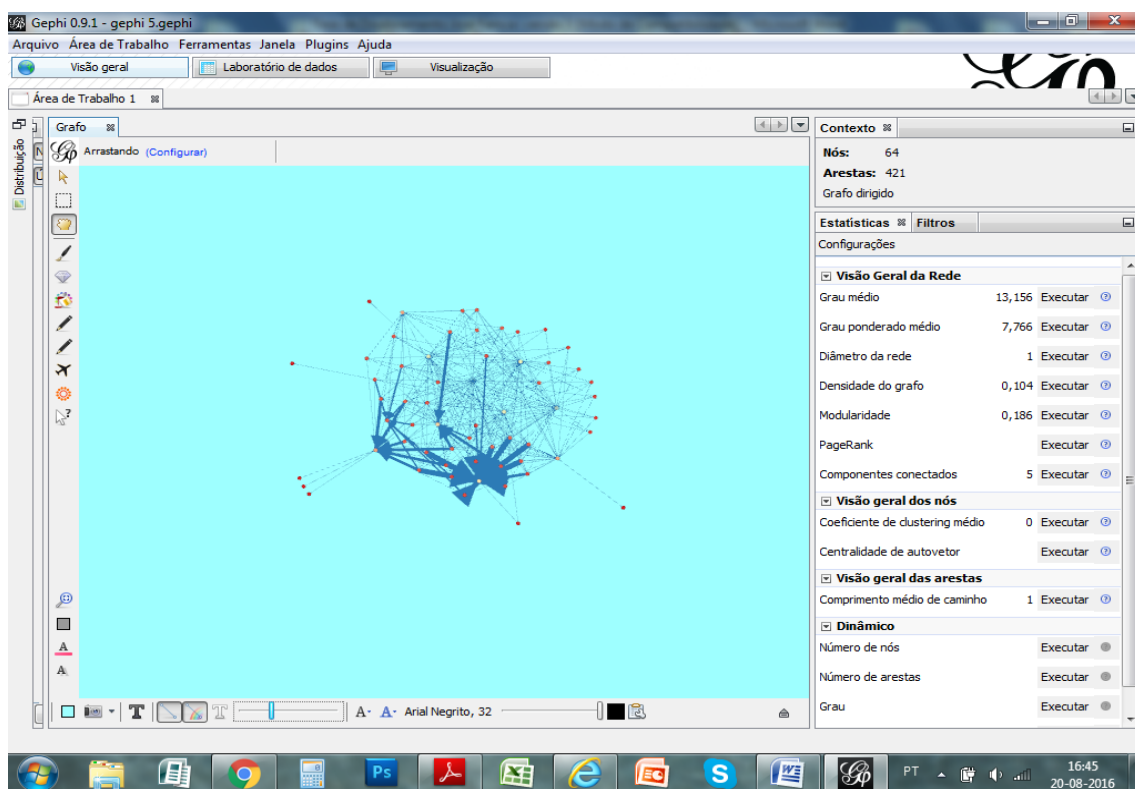 Gephi 0.9.1 - gephi 5.gephi
Arquivo Área de Trabalho Ferramentas Janela Plugins Ajuda
Visão geral Laboratório de dados Visualização
Área de Trabalho 1
Distribuição
Grafo
Arrastando (Configurar)
Contexto
Nós: 64
Arestas: 421
Grafo dirigido
Estatísticas Filtros
Configurações
Visão Geral da Rede
Grau médio 13,156 Executar
Grau ponderado médio 7,766 Executar
Diâmetro da rede 1 Executar
Densidade do grafo 0,104 Executar
Modularidade 0,186 Executar
PageRank Executar
Componentes conectados 5 Executar
Visão geral dos nós
Coeficiente de clustering médio 0 Executar
Centralidade de autovetor Executar
Visão geral das arestas
Comprimento médio de caminho 1 Executar
Dinâmico
Número de nós Executar
Número de arestas Executar
Grau Executar
T T A- A- Arial Negrito, 32
Ps S W PT 16:45
20-08-2016